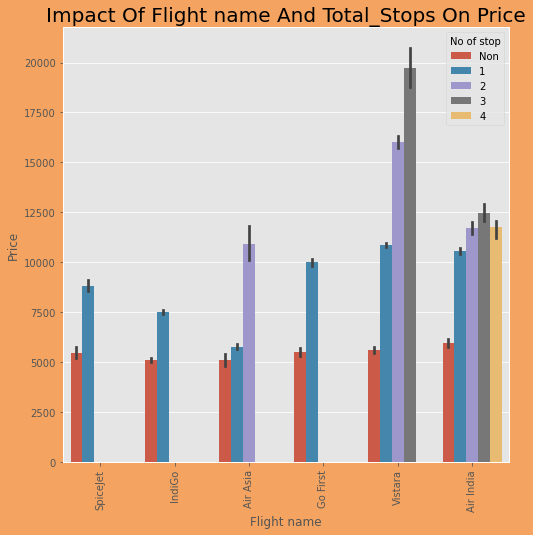 Impact Of Flight name And Total_Stops On Price
No of stop
Non
1
2
3
4
20000
17500
15000
12500
10000
7500
5000
2500
0
Price
SpiceJet
IndiGo
Air Asia
Go First
Vistara
Air India
Flight name